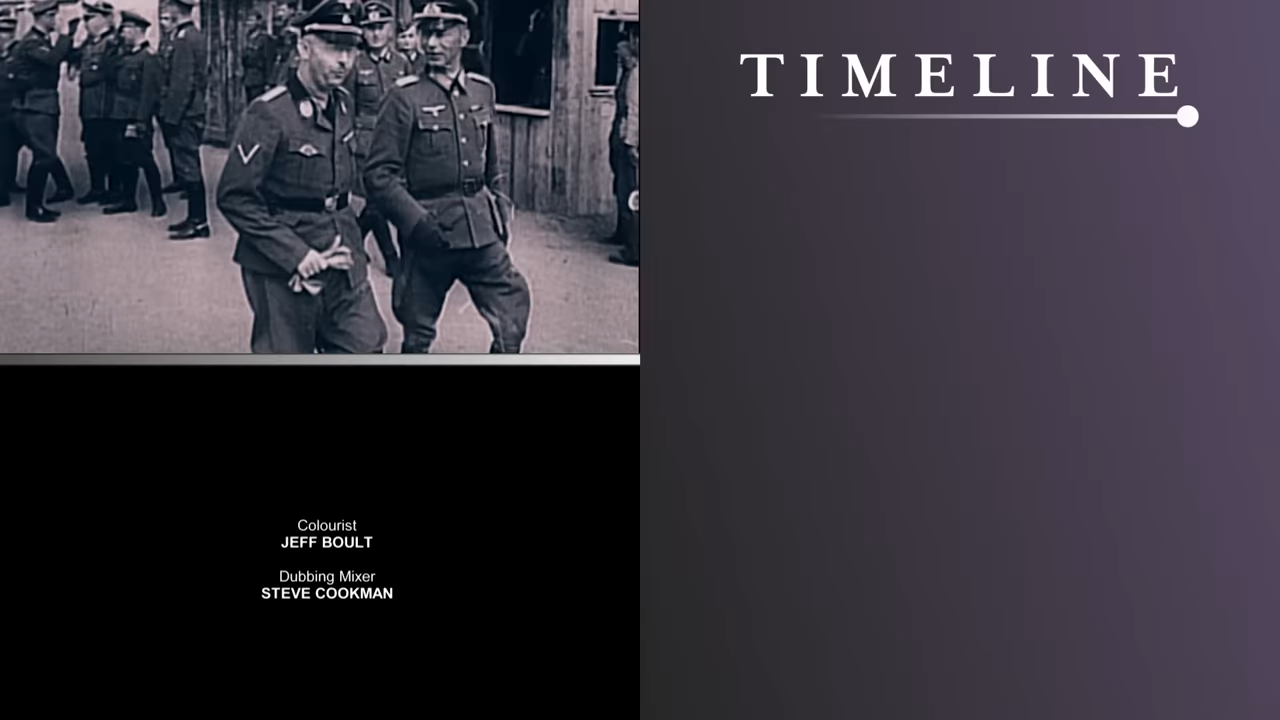 TIMELINE
Colourist
JEFF BOULT
Dubbing Mixer
STEVE COOKMAN